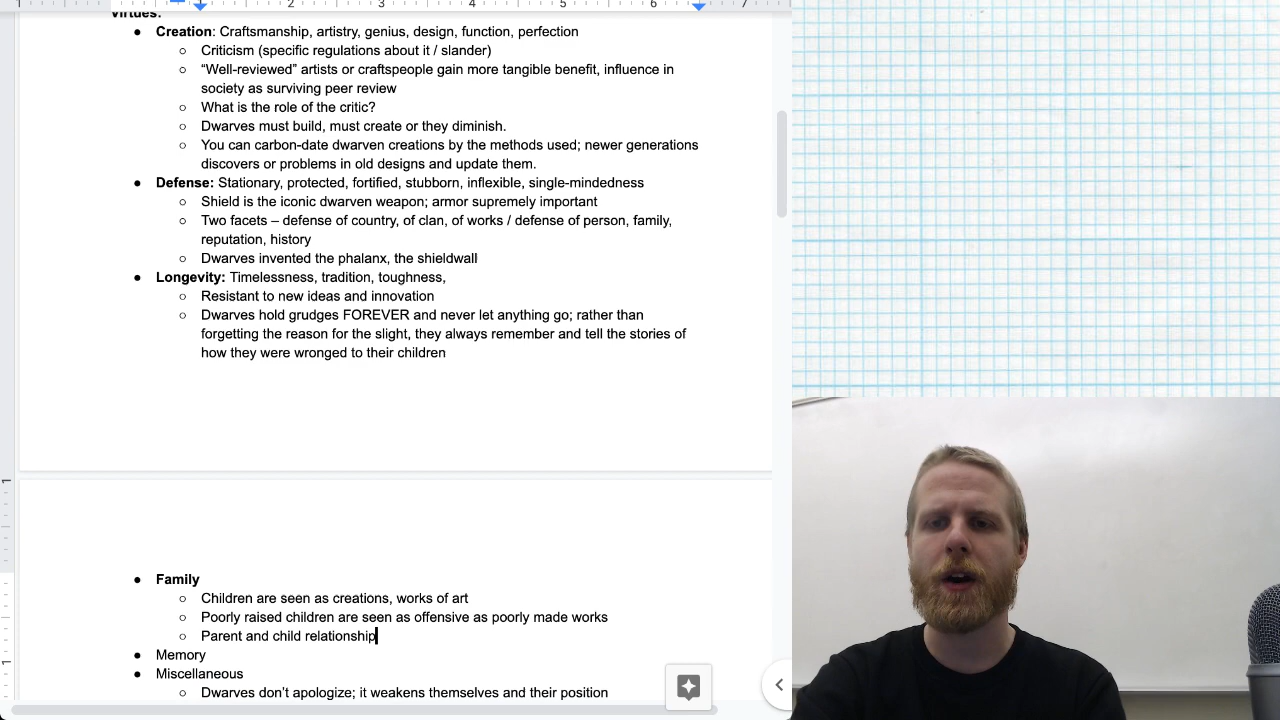 1 2 3 4 5 6 7
Virtues:
● Creation: Craftsmanship, artistry, genius, design, function, perfection
○ Criticism (specific regulations about it / slander)
○ “Well-reviewed” artists or craftspeople gain more tangible benefit, influence in
society as surviving peer review
○ What is the role of the critic?
○ Dwarves must build, must create or they diminish.
○ You can carbon-date dwarven creations by the methods used; newer generations
discovers or problems in old designs and update them.
● Defense: Stationary, protected, fortified, stubborn, inflexible, single-mindedness
○ Shield is the iconic dwarven weapon; armor supremely important
○ Two facets – defense of country, of clan, of works / defense of person, family,
reputation, history
○ Dwarves invented the phalanx, the shieldwall
● Longevity: Timelessness, tradition, toughness,
○ Resistant to new ideas and innovation
○ Dwarves hold grudges FOREVER and never let anything go; rather than
forgetting the reason for the slight, they always remember and tell the stories of
how they were wronged to their children
1
● Family
○ Children are seen as creations, works of art
○ Poorly raised children are seen as offensive as poorly made works
○ Parent and child relationship
● Memory
1
● Miscellaneous
○ Dwarves don’t apologize; it weakens themselves and their position